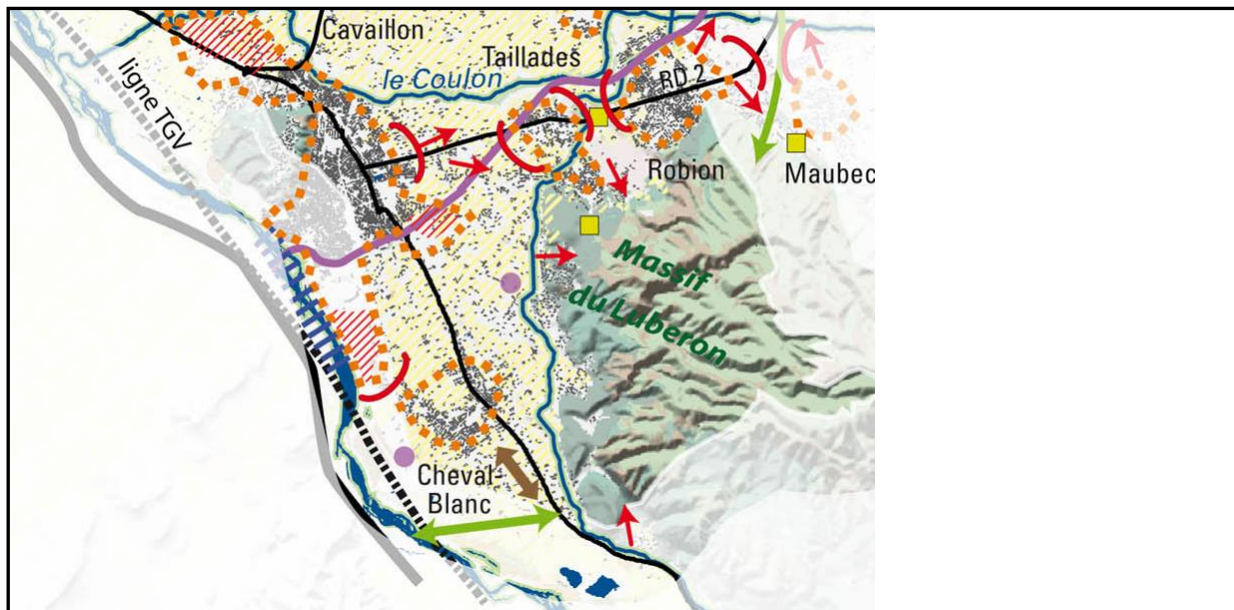 Cavaillon
Taillades
le Coulon
ligne TGV
RD 2
Robion
Maubec
Massif
du Luberon
Cheval-
Blanc